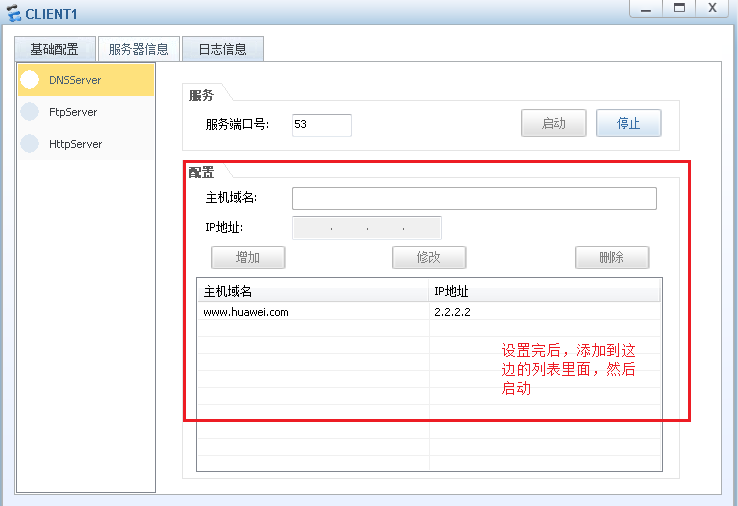 CLIENT1
基础配置 服务器信息 日志信息
DNSServer
FtpServer
HttpServer
服务
服务端口号: 53 启动 停止
配置
主机域名:
IP地址: . . .
增加 修改 删除
主机域名 IP地址
www.huawei.com 2.2.2.2
设置完后，添加到这
边的列表里面，然后
启动